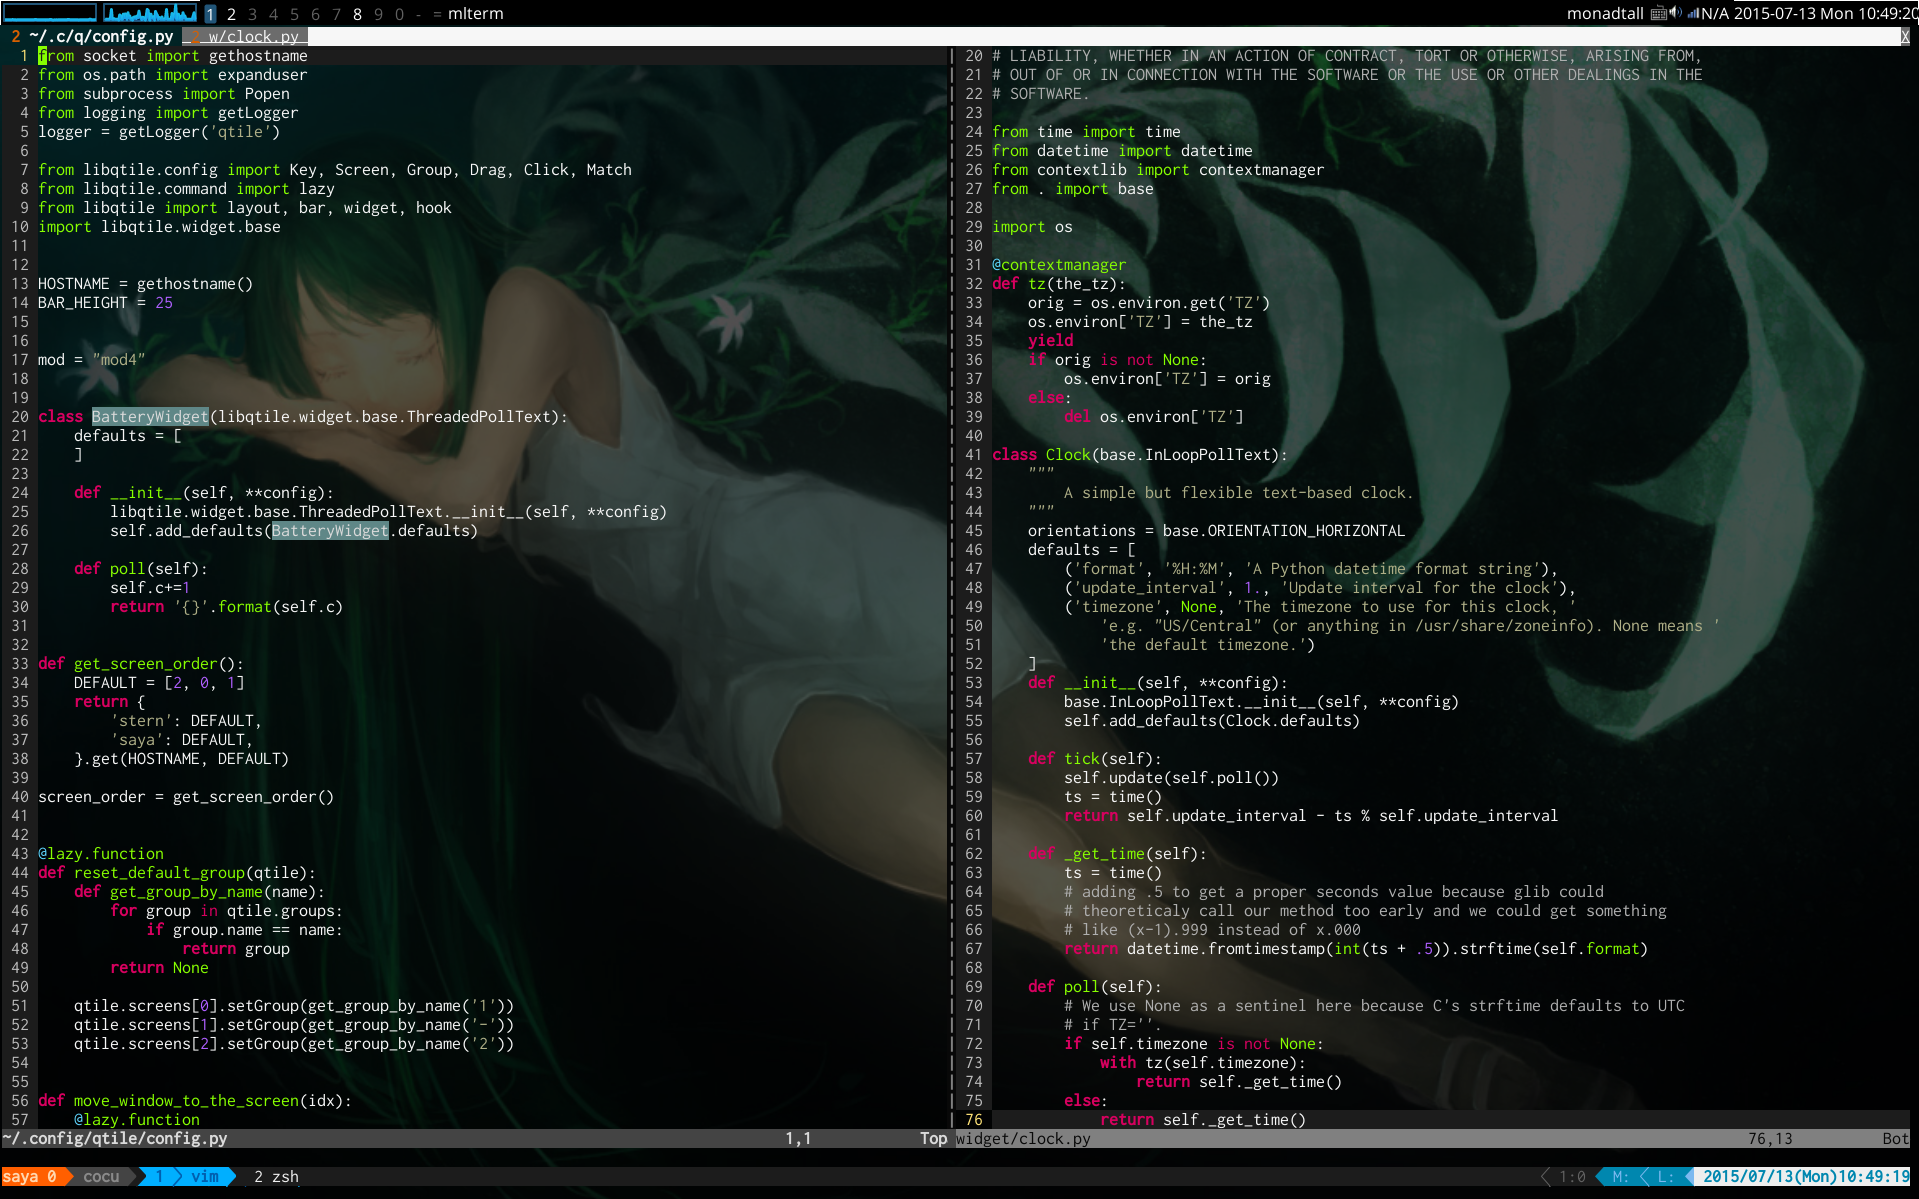 1 2 3 4 5 6 7 8 9 0 - = mlterm
monadtall N/A 2015-07-13 Mon 10:49:20
2 ~/.c/q/config.py 2 w/clock.py X
1 from socket import gethostname
2 from os.path import expanduser
3 from subprocess import Popen
4 from logging import getLogger
5 logger = getLogger('qtile')
6
7 from libqtile.config import Key, Screen, Group, Drag, Click, Match
8 from libqtile.command import lazy
9 from libqtile import layout, bar, widget, hook
10 import libqtile.widget.base
11
12
13 HOSTNAME = gethostname()
14 BAR_HEIGHT = 25
15
16
17 mod = "mod4"
18
19
20 class BatteryWidget(libqtile.widget.base.ThreadedPollText):
21     defaults = [
22     ]
23
24     def __init__(self, **config):
25         libqtile.widget.base.ThreadedPollText.__init__(self, **config)
26         self.add_defaults(BatteryWidget.defaults)
27
28     def poll(self):
29         self.c+=1
30         return '{}'.format(self.c)
31
32
33 def get_screen_order():
34     DEFAULT = [2, 0, 1]
35     return {
36         'stern': DEFAULT,
37         'saya': DEFAULT,
38     }.get(HOSTNAME, DEFAULT)
39
40 screen_order = get_screen_order()
41
42
43 @lazy.function
44 def reset_default_group(qtile):
45     def get_group_by_name(name):
46         for group in qtile.groups:
47             if group.name == name:
48                 return group
49         return None
50
51     qtile.screens[0].setGroup(get_group_by_name('1'))
52     qtile.screens[1].setGroup(get_group_by_name('-'))
53     qtile.screens[2].setGroup(get_group_by_name('2'))
54
55
56 def move_window_to_the_screen(idx):
57     @lazy.function
~/.config/qtile/config.py 1,1 Top
20 # LIABILITY, WHETHER IN AN ACTION OF CONTRACT, TORT OR OTHERWISE, ARISING FROM,
21 # OUT OF OR IN CONNECTION WITH THE SOFTWARE OR THE USE OR OTHER DEALINGS IN THE
22 # SOFTWARE.
23
24 from time import time
25 from datetime import datetime
26 from contextlib import contextmanager
27 from . import base
28
29 import os
30
31 @contextmanager
32 def tz(the_tz):
33     orig = os.environ.get('TZ')
34     os.environ['TZ'] = the_tz
35     yield
36     if orig is not None:
37         os.environ['TZ'] = orig
38     else:
39         del os.environ['TZ']
40
41 class Clock(base.InLoopPollText):
42     """
43         A simple but flexible text-based clock.
44     """
45     orientations = base.ORIENTATION_HORIZONTAL
46     defaults = [
47         ('format', '%H:%M', 'A Python datetime format string'),
48         ('update_interval', 1., 'Update interval for the clock'),
49         ('timezone', None, 'The timezone to use for this clock, '
50             'e.g. "US/Central" (or anything in /usr/share/zoneinfo). None means '
51             'the default timezone.')
52     ]
53     def __init__(self, **config):
54         base.InLoopPollText.__init__(self, **config)
55         self.add_defaults(Clock.defaults)
56
57     def tick(self):
58         self.update(self.poll())
59         ts = time()
60         return self.update_interval - ts % self.update_interval
61
62     def _get_time(self):
63         ts = time()
64         # adding .5 to get a proper seconds value because glib could
65         # theoreticaly call our method too early and we could get something
66         # like (x-1).999 instead of x.000
67         return datetime.fromtimestamp(int(ts + .5)).strftime(self.format)
68
69     def poll(self):
70         # We use None as a sentinel here because C's strftime defaults to UTC
71         # if TZ=''.
72         if self.timezone is not None:
73             with tz(self.timezone):
74                 return self._get_time()
75         else:
76             return self._get_time()
widget/clock.py 76,13 Bot
saya 0 cocu 1 vim 2 zsh
1:0 M: L: 2015/07/13(Mon)10:49:19